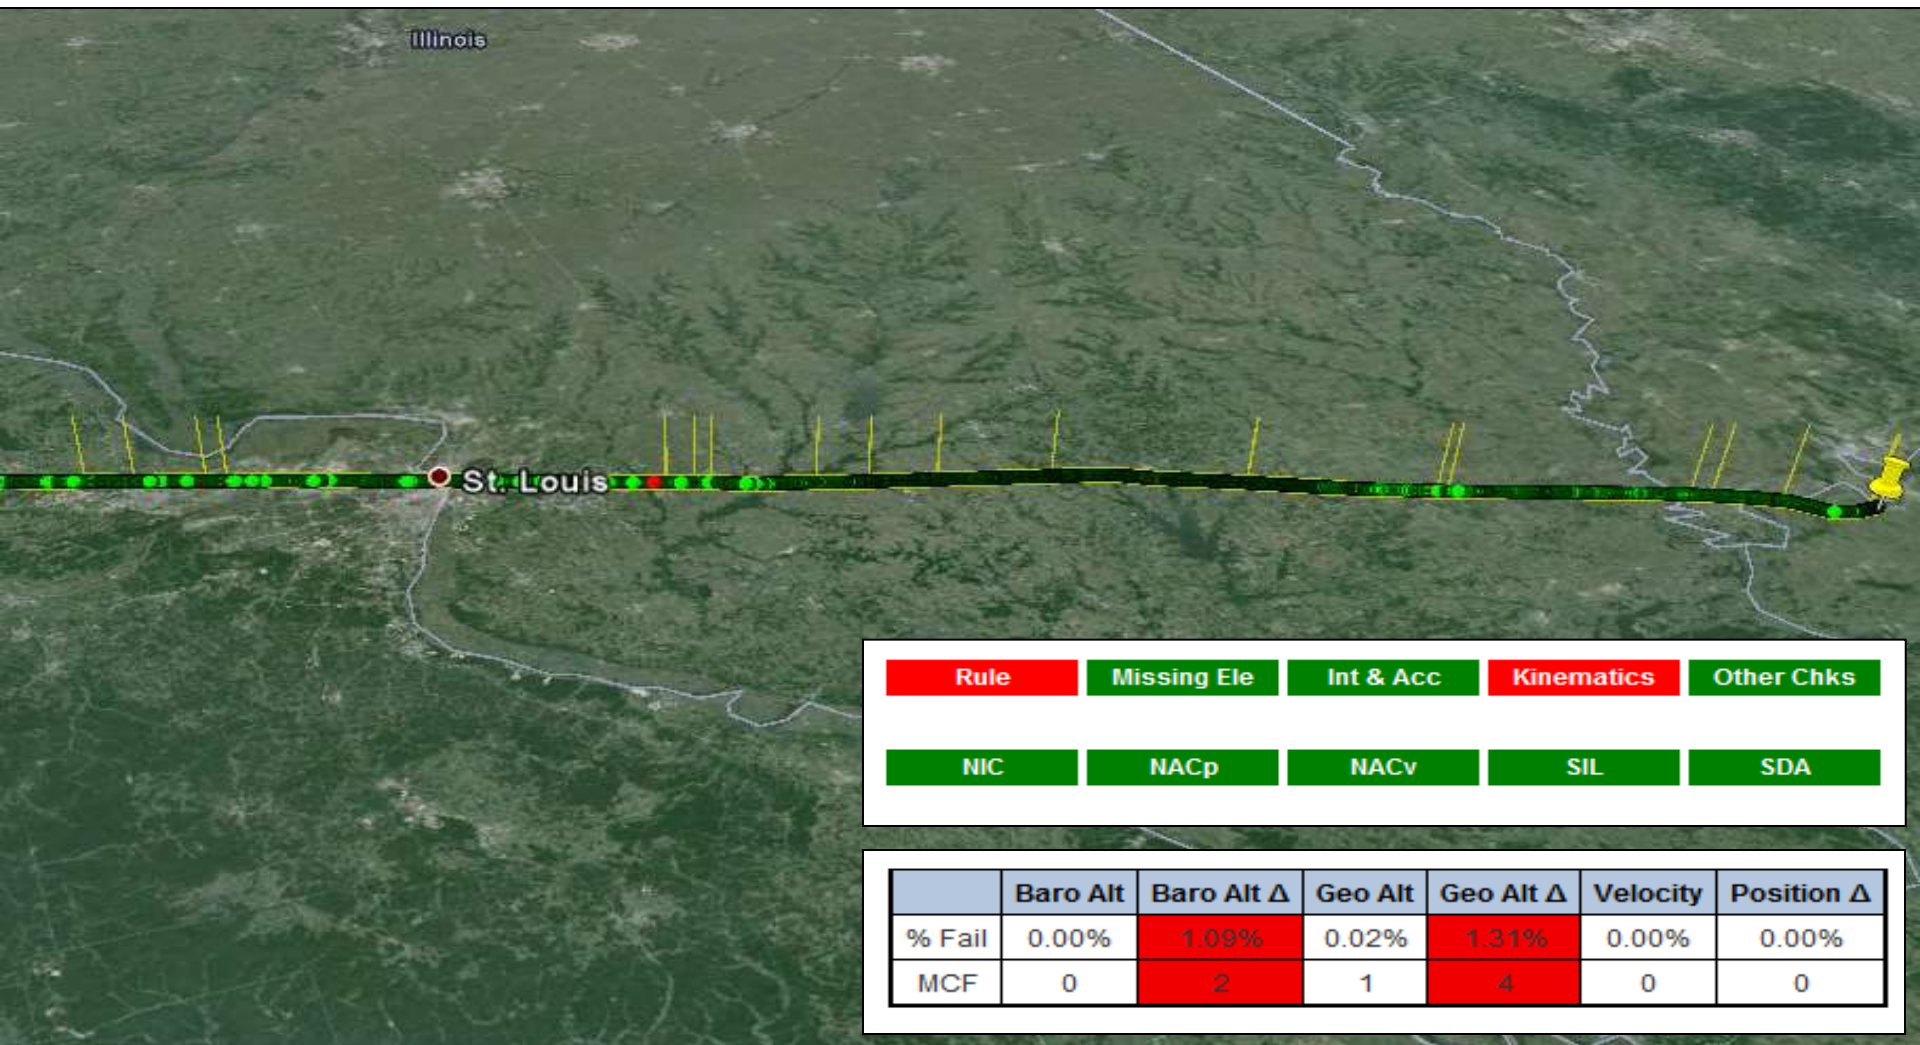 Illinois
St. Louis
Rule Missing Ele Int & Acc Kinematics Other Chks
NIC NACp NACv SIL SDA
Baro Alt Baro Alt Δ Geo Alt Geo Alt Δ Velocity Position Δ
% Fail 0.00% 1.09% 0.02% 1.31% 0.00% 0.00%
MCF 0 2 1 4 0 0